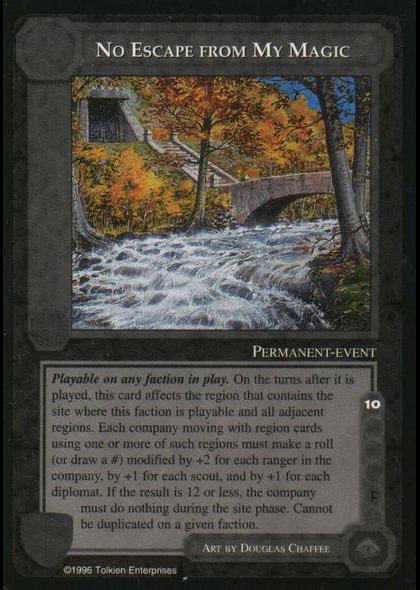 NO ESCAPE FROM MY MAGIC
PERMANENT-EVENT
Playable on any faction in play. On the turns after it is
played, this card affects the region that contains the
site where this faction is playable and all adjacent
regions. Each company moving with region cards
using one or more of such regions must make a roll
(or draw a #) modified by +2 for each ranger in the
company, by +1 for each scout, and by +1 for each
diplomat. If the result is 12 or less, the company
must do nothing during the site phase. Cannot
be duplicated on a given faction.
10
F
ART BY DOUGLAS CHAFFEE
©1996 Tolkien Enterprises